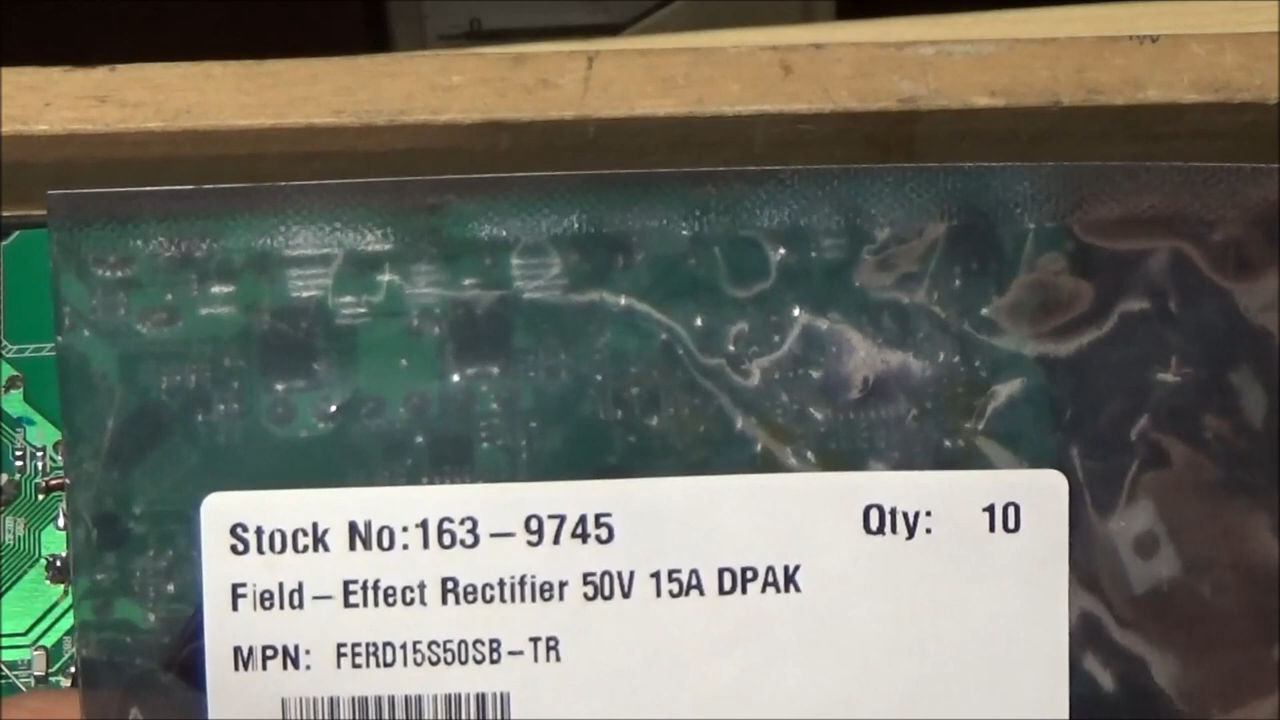 Stock No:163-9745
Qty: 10
Field-Effect Rectifier 50V 15A DPAK
MPN: FERD15S50SB-TR